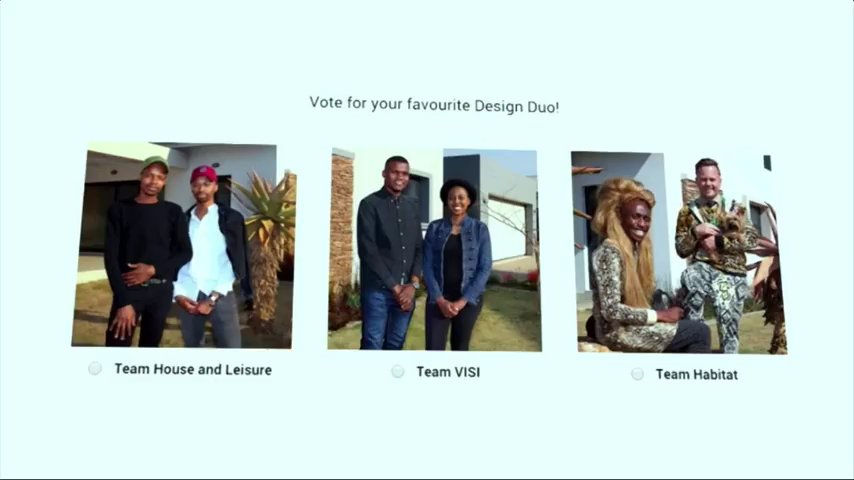 Vote for your favourite Design Duo!
Team House and Leisure
Team VISI
Team Habitat